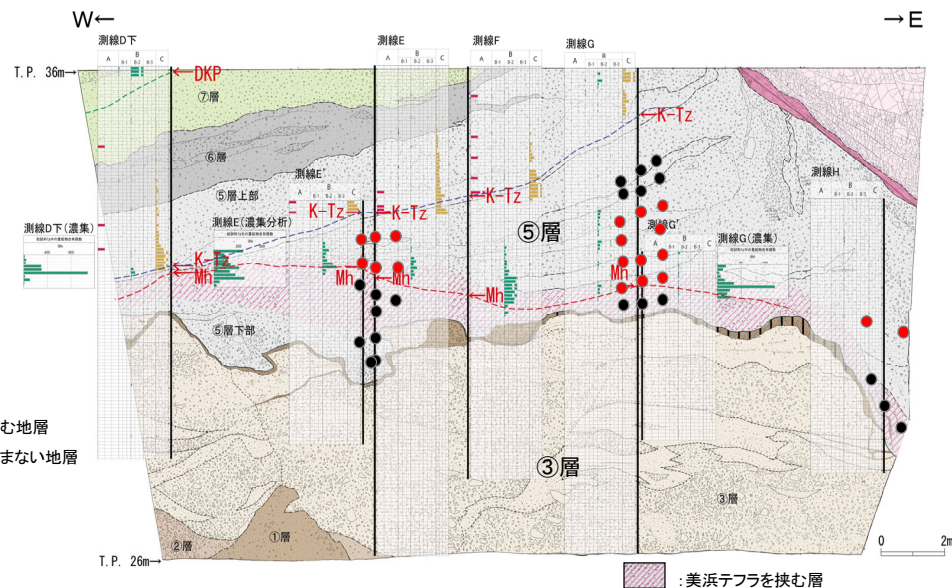 W←
→E
測線D下
測線E
測線F
測線G
A
B
B-1
B-2
B-3
C
T.P. 36m→
←DKP
⑦層
←K-Tz
⑥層
⑤層上部
測線E'
測線H
K-Tz→
←K-Tz
←K-Tz
測線D下(濃集)
測線E(濃集分析)
⑤層
測線G'
測線G(濃集)
K-Tz
←Mh
Mh
←Mh
←Mh
Mh
⑤層下部
む地層
まない地層
③層
③層
①層
②層
T.P. 26m→
0
2m
:美浜テフラを挟む層